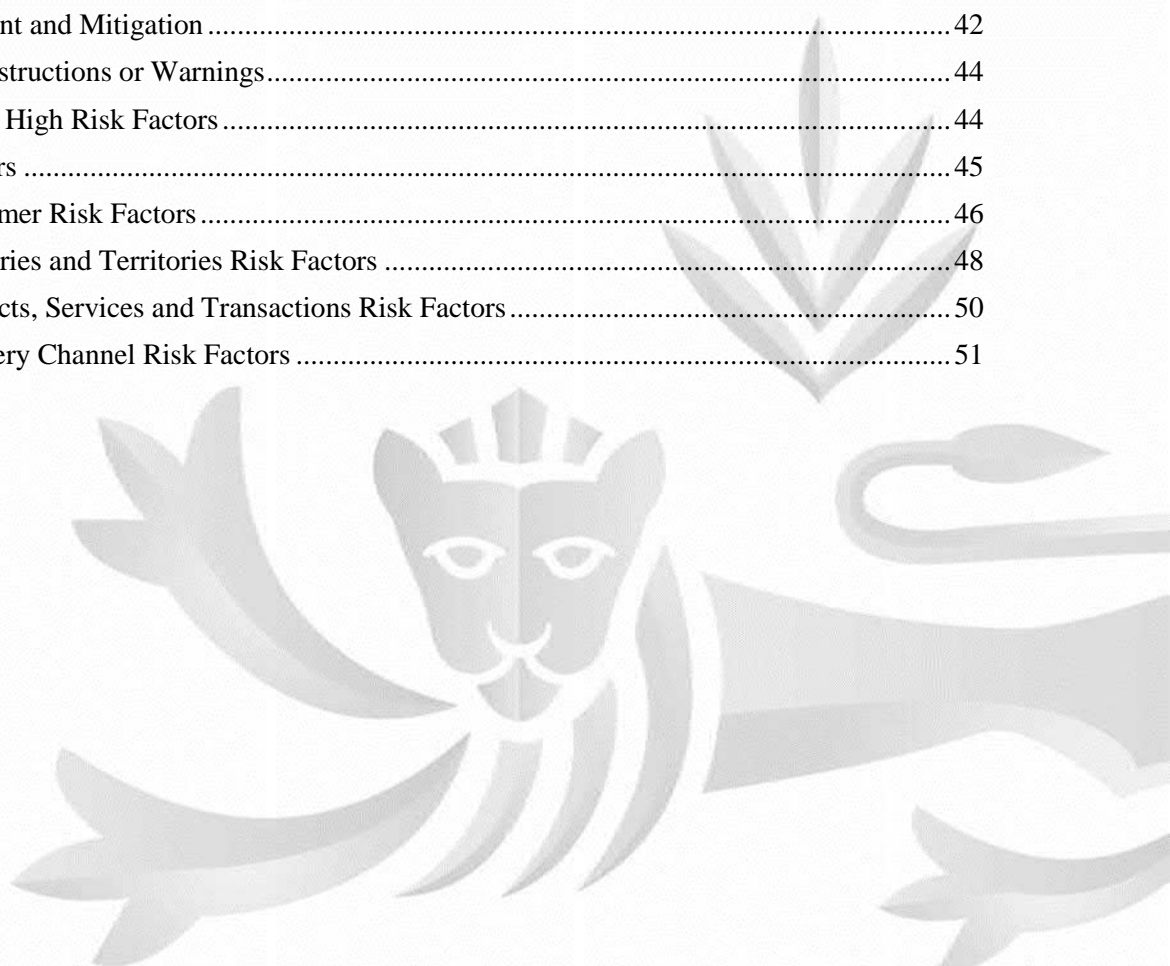 nt and Mitigation ........................................................................................................ 42
structions or Warnings ................................................................................................ 44
High Risk Factors ....................................................................................................... 44
rs ................................................................................................................................ 45
mer Risk Factors ......................................................................................................... 46
ries and Territories Risk Factors ................................................................................. 48
cts, Services and Transactions Risk Factors ................................................................ 50
ery Channel Risk Factors ............................................................................................ 51